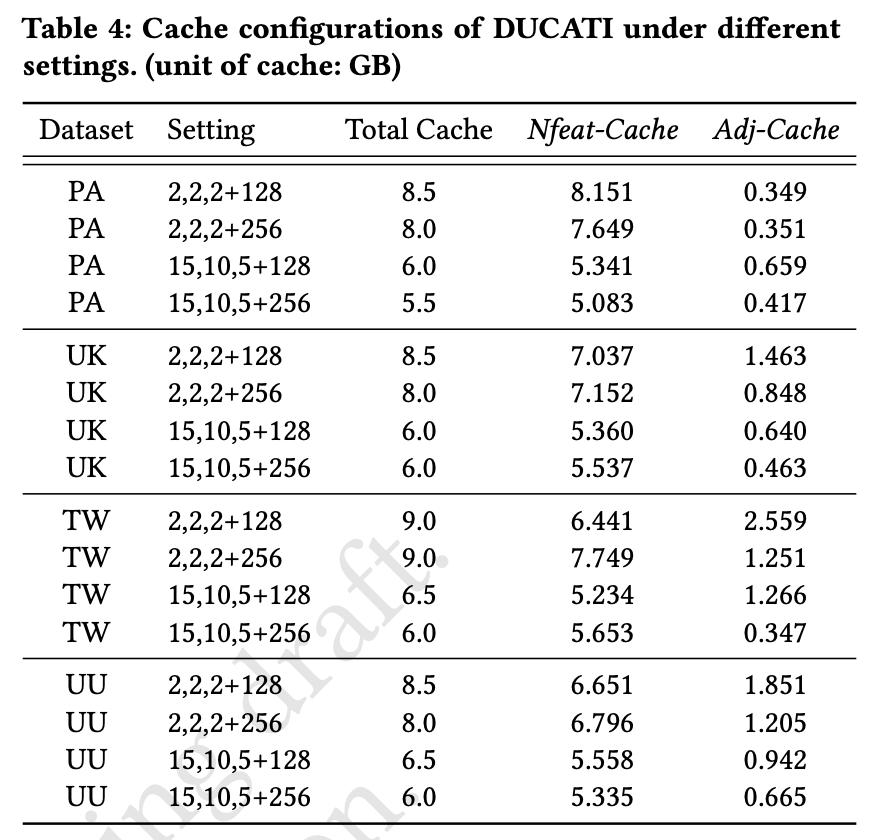 Table 4: Cache configurations of DUCATI under different
settings. (unit of cache: GB)
Dataset Setting Total Cache Nfeat-Cache Adj-Cache
PA 2,2,2+128 8.5 8.151 0.349
PA 2,2,2+256 8.0 7.649 0.351
PA 15,10,5+128 6.0 5.341 0.659
PA 15,10,5+256 5.5 5.083 0.417
UK 2,2,2+128 8.5 7.037 1.463
UK 2,2,2+256 8.0 7.152 0.848
UK 15,10,5+128 6.0 5.360 0.640
UK 15,10,5+256 6.0 5.537 0.463
TW 2,2,2+128 9.0 6.441 2.559
TW 2,2,2+256 9.0 7.749 1.251
TW 15,10,5+128 6.5 5.234 1.266
TW 15,10,5+256 6.0 5.653 0.347
UU 2,2,2+128 8.5 6.651 1.851
UU 2,2,2+256 8.0 6.796 1.205
UU 15,10,5+128 6.5 5.558 0.942
UU 15,10,5+256 6.0 5.335 0.665
draft.